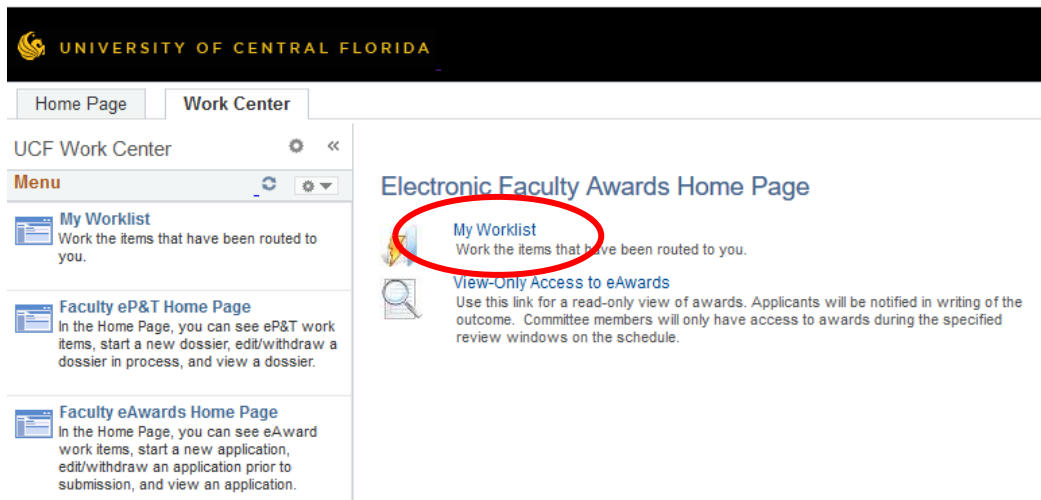 UNIVERSITY OF CENTRAL FLORIDA
Home Page
Work Center
UCF Work Center
Menu
My Worklist
Work the items that have been routed to
you.
Faculty eP&T Home Page
In the Home Page, you can see eP&T work
items, start a new dossier, edit/withdraw a
dossier in process, and view a dossier.
Faculty eAwards Home Page
In the Home Page, you can see eAward
work items, start a new application,
edit/withdraw an application prior to
submission, and view an application.
Electronic Faculty Awards Home Page
My Worklist
Work the items that have been routed to you.
View-Only Access to eAwards
Use this link for a read-only view of awards. Applicants will be notified in writing of the
outcome. Committee members will only have access to awards during the specified
review windows on the schedule.